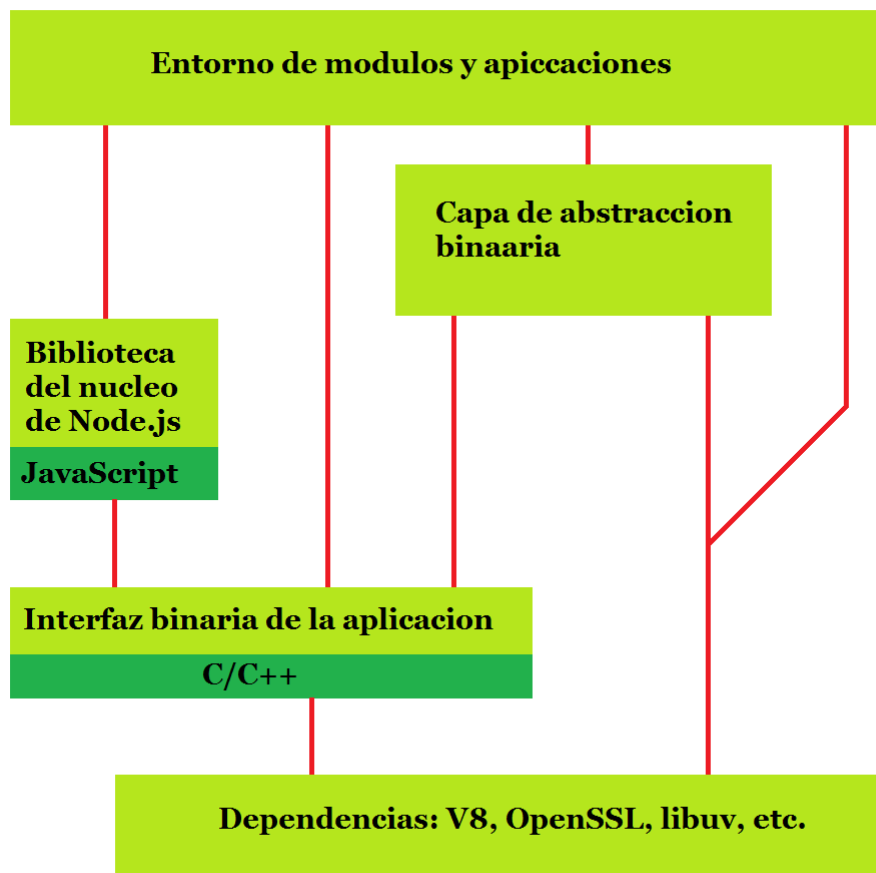 Entorno de modulos y apiccaciones
Capa de abstraccion
binaaria
Biblioteca
del nucleo
de Node.js
JavaScript
Interfaz binaria de la aplicacion
C/C++
Dependencias: V8, OpenSSL, libuv, etc.